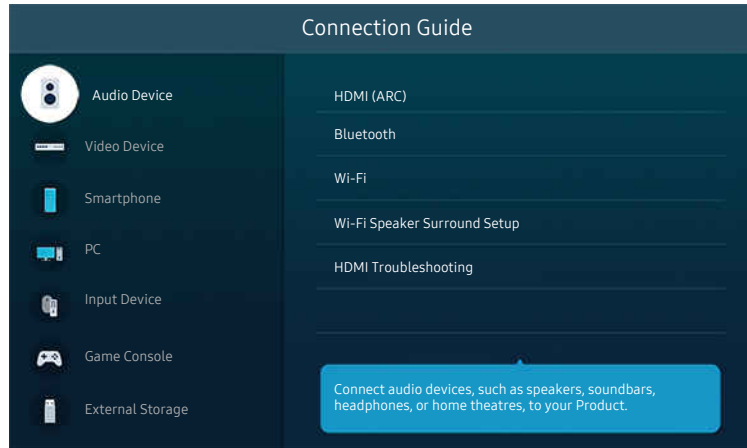 Connection Guide
Audio Device
Video Device
Smartphone
PC
Input Device
Game Console
External Storage
HDMI (ARC)
Bluetooth
Wi-Fi
Wi-Fi Speaker Surround Setup
HDMI Troubleshooting
Connect audio devices, such as speakers, soundbars,
headphones, or home theatres, to your Product.